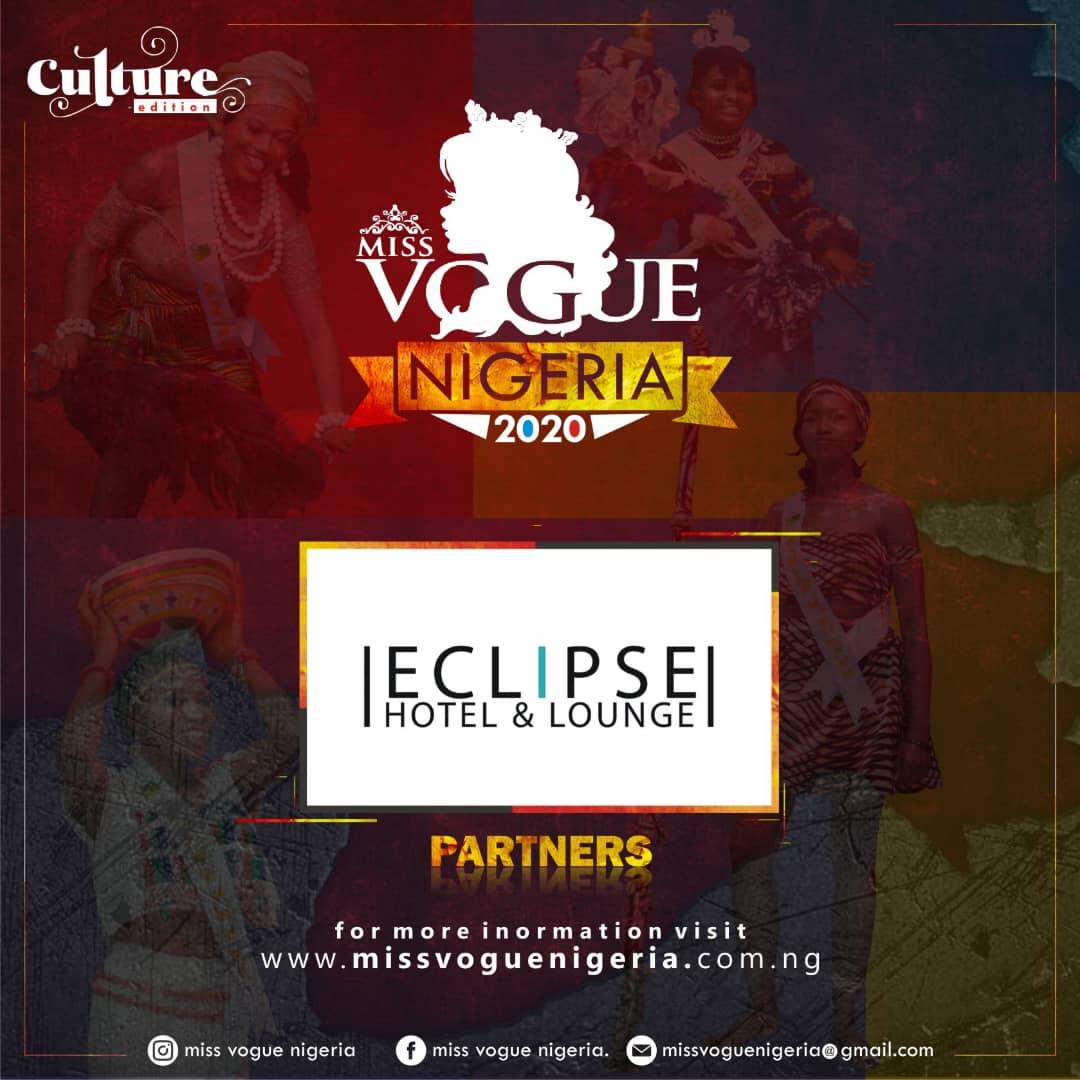 Culture
edition
MISS
VOGUE
NIGERIA
2020
|ECLIPSE|
HOTEL & LOUNGE
PARTNERS
for more inormation visit
www.missvoguenigeria.com.ng
miss vogue nigeria
miss vogue nigeria.
missvoguenigeria@gmail.com